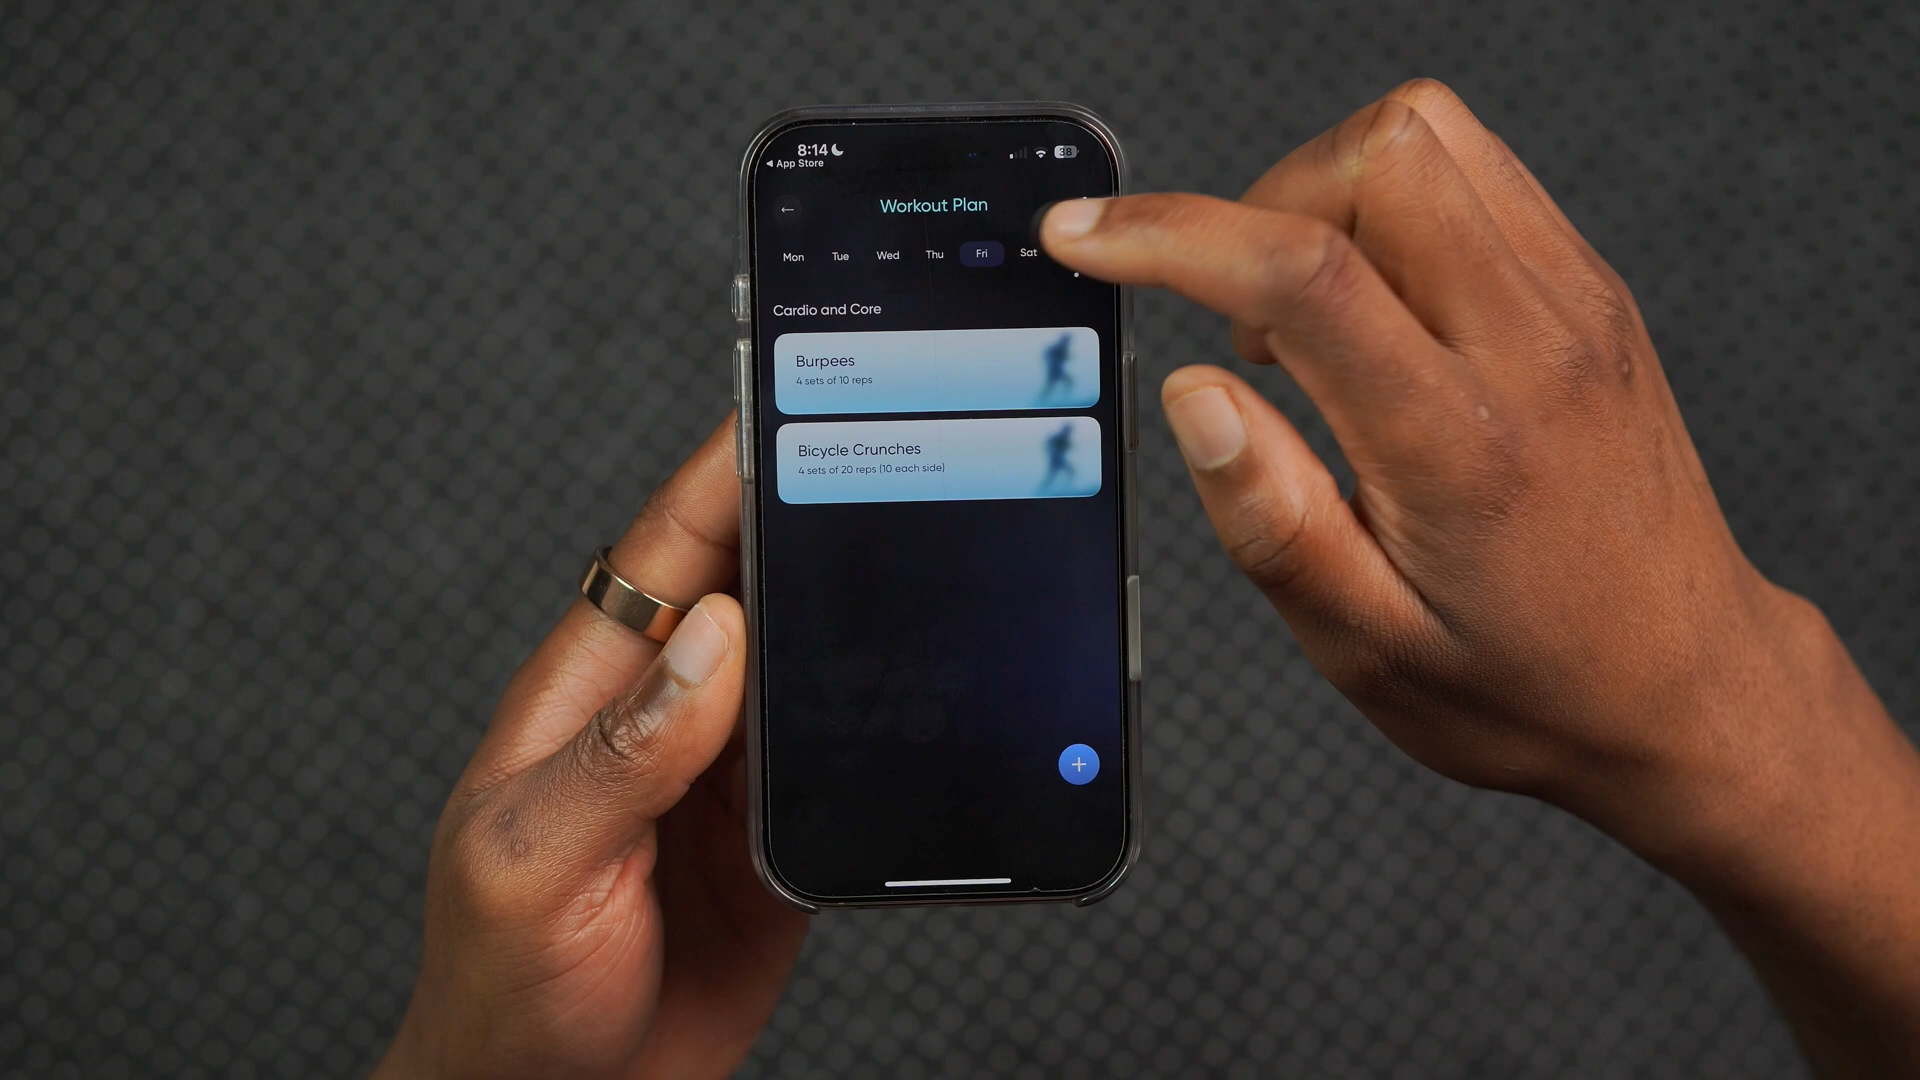 8:14
38
◀ App Store
Workout Plan
Mon Tue Wed Thu Fri Sat
Cardio and Core
Burpees
4 sets of 10 reps
Bicycle Crunches
4 sets of 20 reps (10 each side)